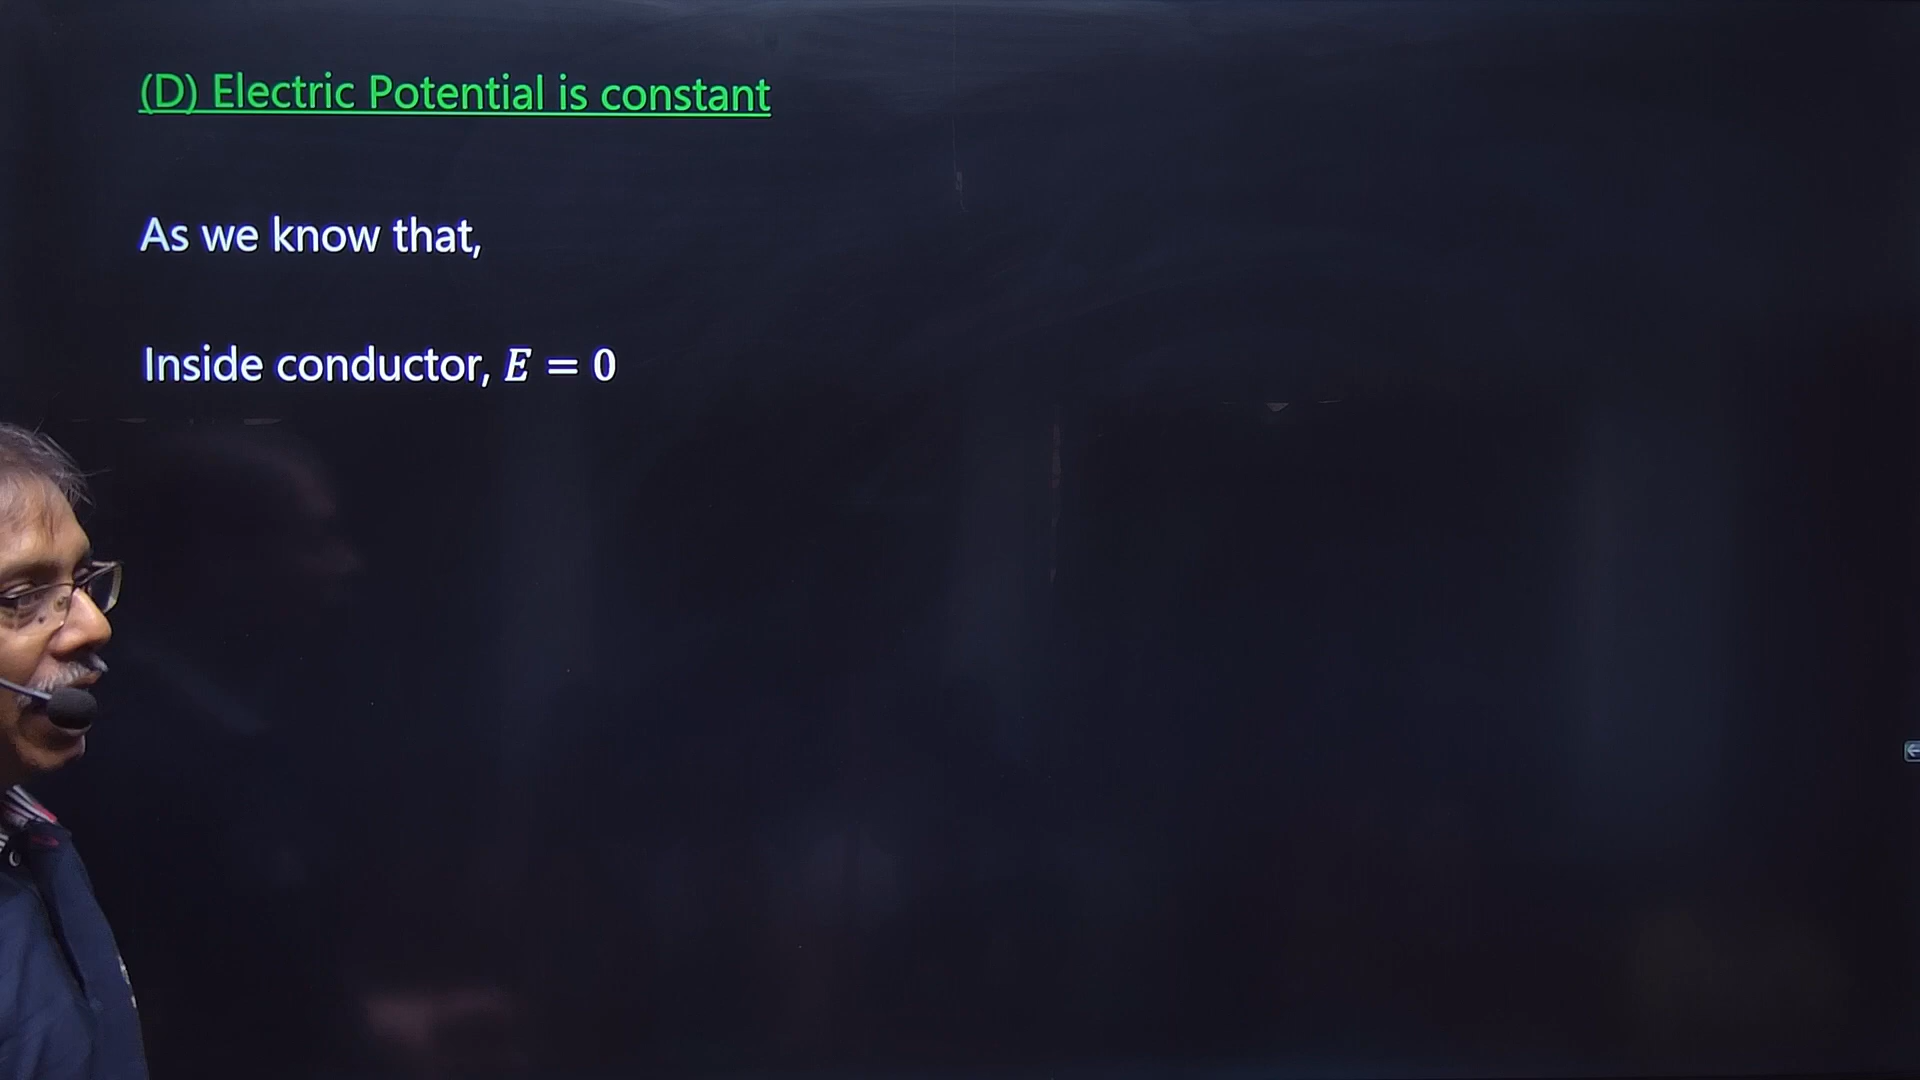 (D) Electric Potential is constant
As we know that,
Inside conductor, E = 0